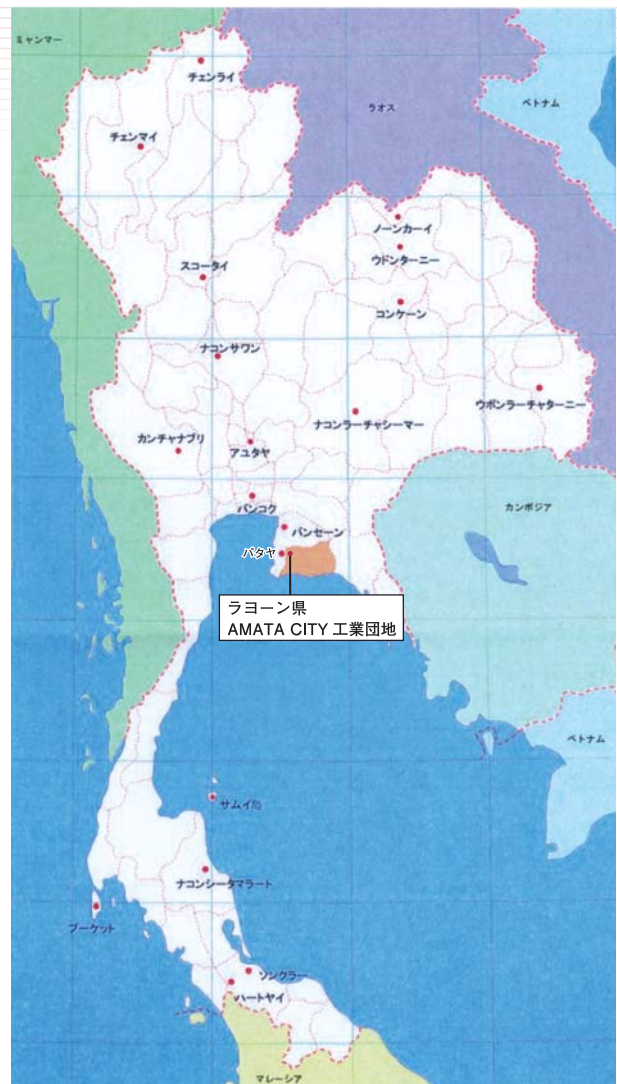 ミャンマー
チェンライ
ラオス
ベトナム
チェンマイ
ノーンカーイ
ウドンターニー
スコータイ
コンケーン
ナコンサワン
ウボンラーチャターニー
ナコンラーチャシーマー
カンチャナブリ
アユタヤ
バンコク
カンボジア
バンセーン
パタヤ
ラヨーン県
AMATA CITY 工業団地
ベトナム
サムイ島
ナコンシータマラート
プーケット
ソンクラー
ハートヤイ
マレーシア